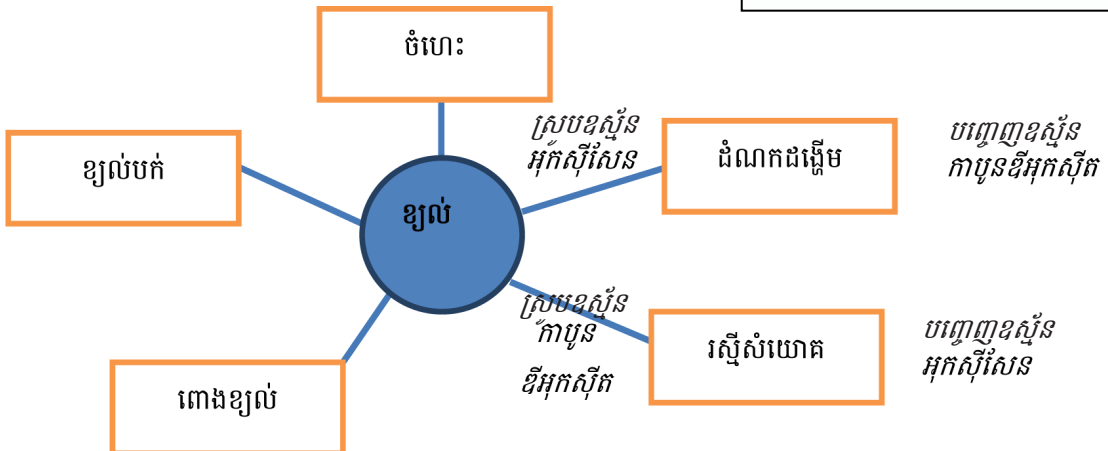 ចំហេះ
ស្របឧស្ម័ន
អុកស៊ីសែន
ដំណកដង្ហើម
បញ្ចេញឧស្ម័ន
កាបូនឌីអុកស៊ីត
ខ្យល់បក់
ខ្យល់
ស្របឧស្ម័ន
កាបូន
ឌីអុកស៊ីត
រស្មីសំយោគ
បញ្ចេញឧស្ម័ន
អុកស៊ីសែន
ពោងខ្យល់